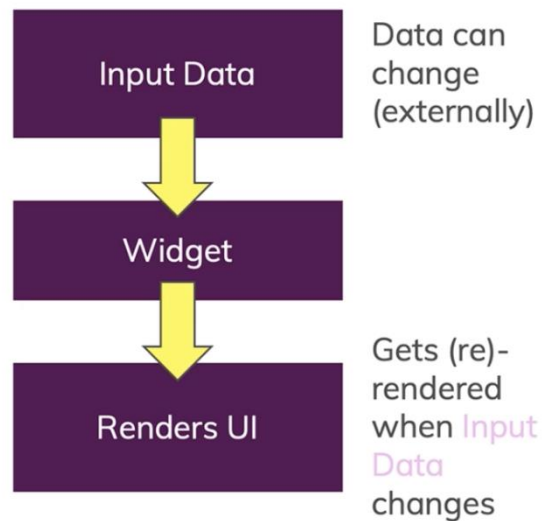 Input Data
Data can
change
(externally)
Widget
Renders UI
Gets (re)-
rendered
when Input
Data
changes